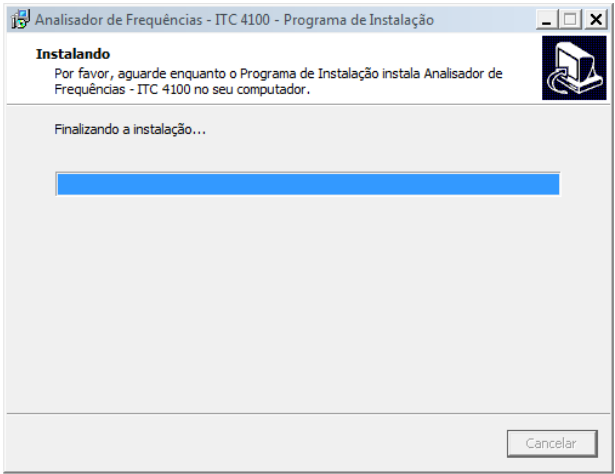 Analisador de Frequências - ITC 4100 - Programa de Instalação
Instalando
Por favor, aguarde enquanto o Programa de Instalação instala Analisador de
Frequências - ITC 4100 no seu computador.
Finalizando a instalação...
Cancelar